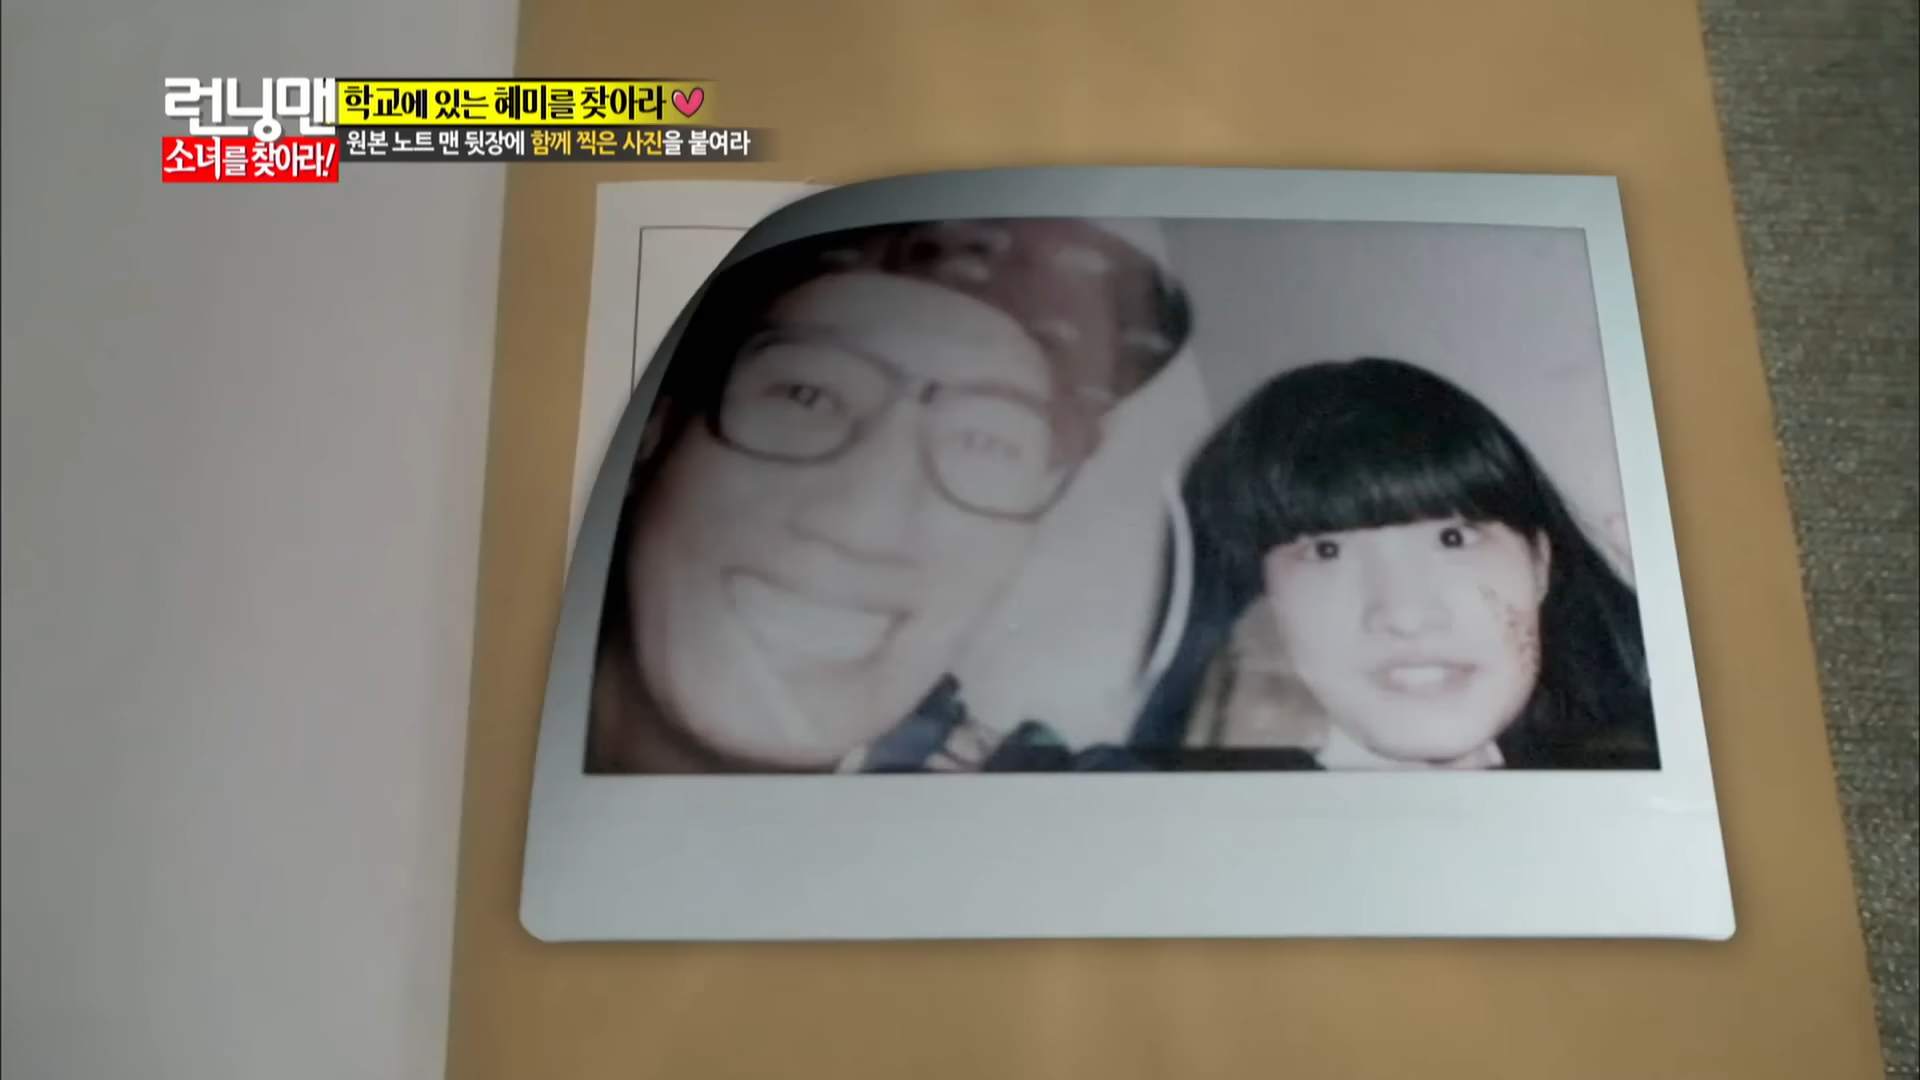 런닝맨
소녀를 찾아라!
학교에 있는 혜미를 찾아라
원본 노트 맨 뒷장에 함께 찍은 사진을 붙여라